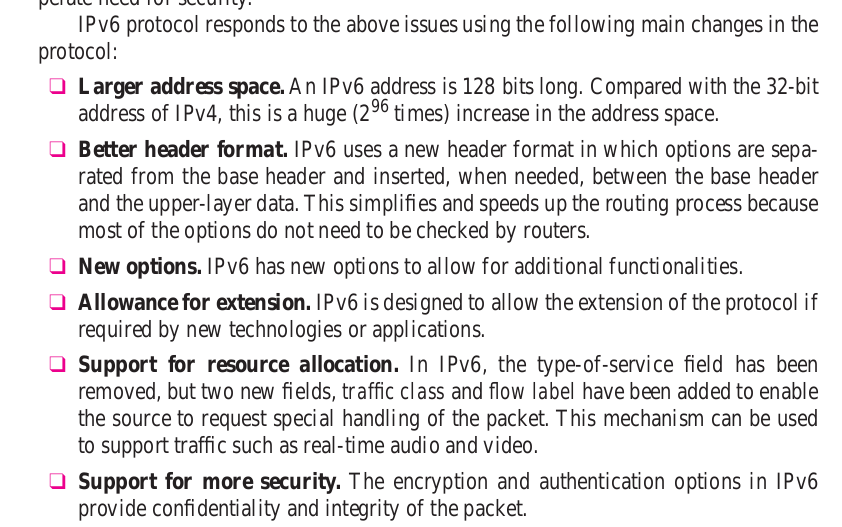 perate need for security.
IPv6 protocol responds to the above issues using the following main changes in the
protocol:
❑ Larger address space. An IPv6 address is 128 bits long. Compared with the 32-bit
address of IPv4, this is a huge (2^96 times) increase in the address space.
❑ Better header format. IPv6 uses a new header format in which options are sepa-
rated from the base header and inserted, when needed, between the base header
and the upper-layer data. This simplifies and speeds up the routing process because
most of the options do not need to be checked by routers.
❑ New options. IPv6 has new options to allow for additional functionalities.
❑ Allowance for extension. IPv6 is designed to allow the extension of the protocol if
required by new technologies or applications.
❑ Support for resource allocation. In IPv6, the type-of-service field has been
removed, but two new fields, traffic class and flow label have been added to enable
the source to request special handling of the packet. This mechanism can be used
to support traffic such as real-time audio and video.
❑ Support for more security. The encryption and authentication options in IPv6
provide confidentiality and integrity of the packet.